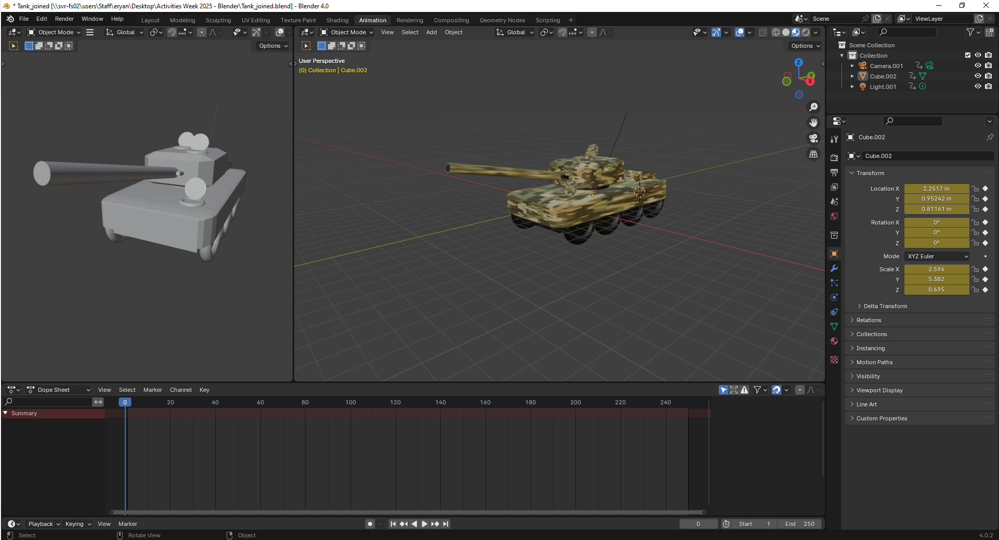 * Tank_joined [\\svr-fs02\users\Staff\eryan\Desktop\Activities Week 2025 - Blender\Tank_joined.blend] - Blender 4.0
File Edit Render Window Help Layout Modeling Sculpting UV Editing Texture Paint Shading Animation Rendering Compositing Geometry Nodes Scripting + Scene ViewLayer
Object Mode Global Object Mode View Select Add Object Global
Options Options
User Perspective
(0) Collection | Cube.002
Z
Y
X
Scene Collection
Collection
Camera.001
Cube.002
Light.001
Cube.002
Cube.002
Transform
Location X 2.2517 m
Y 0.95242 m
Z 0.81161 m
Rotation X 0°
Y 0°
Z 0°
Mode XYZ Euler
Scale X 2.596
Y 5.382
Z 0.695
Delta Transform
Relations
Collections
Instancing
Motion Paths
Visibility
Viewport Display
Line Art
Custom Properties
Dope Sheet View Select Marker Channel Key
0 20 40 60 80 100 120 140 160 180 200 220 240
Summary
Playback Keying View Marker 0 Start 1 End 250
Select Rotate View Object 4.0.2